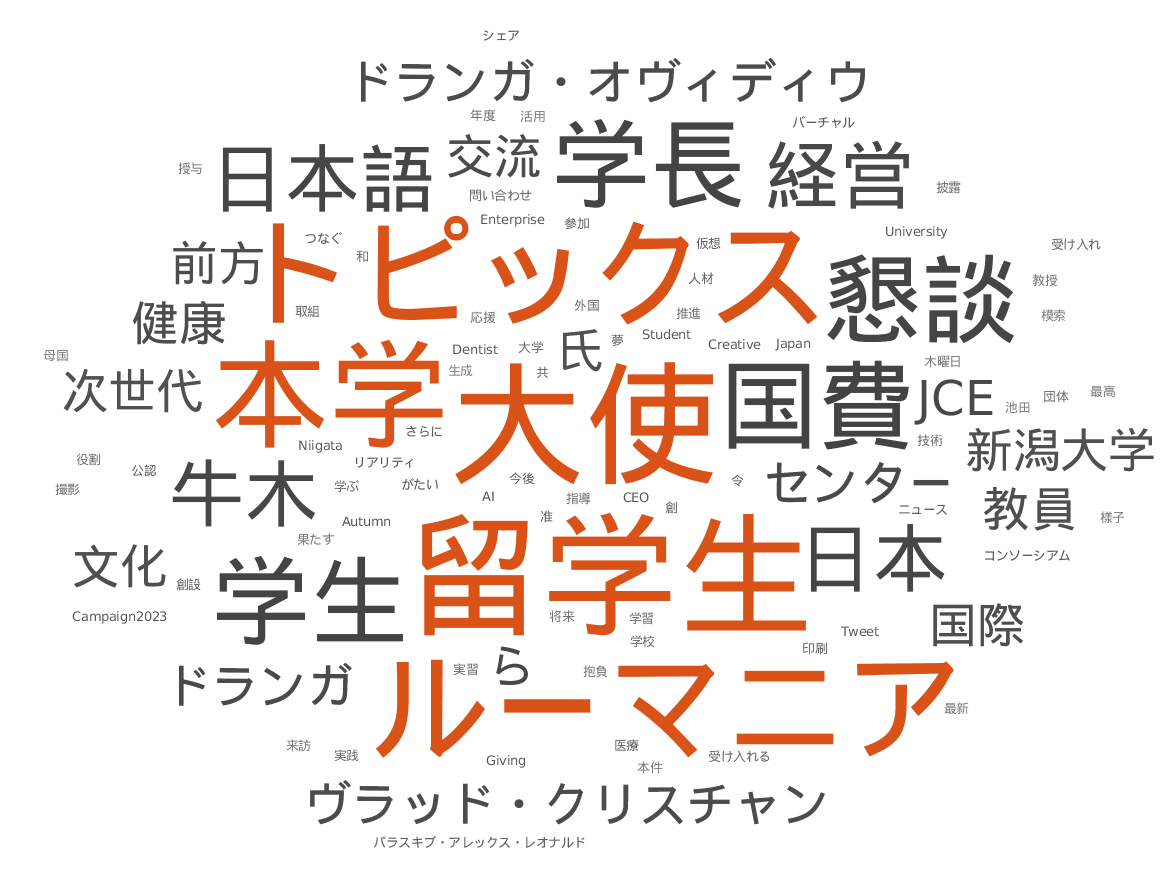 シェア
ドランガ・オヴィディウ
年度 活用
バーチャル
日本語 交流 学長 経営
授与
問い合わせ
披露
Enterprise 参加
University
つなぐ 和 トピックス 仮想
受け入れ
前方
人材
懇談 教授
取組 応援 外国 推進
模索
健康
氏 夢 Student Creative Japan
母国
Dentist 大学
木曜日
次世代 本学 生成 共
大使 国費 JCE 池田 団体 最高
さらに
技術
Niigata
新潟大学
役割 公認 リアリティ
牛木 学ぶ がたい 今後 令 センター
撮影
AI 指導 CEO 創
ニュース 教員 様子
Autumn 准
果たす
文化 創設 学生 留学生 日本 コンソーシアム
Campaign2023
将来 学習
国際
学校
Tweet
印刷
ドランガ ルーマニア 実習 ら 抱負
最新
来訪 実践
Giving
医療
本件
受け入れる
ヴラッド・クリスチャン
パラスキブ・アレックス・レオナルド